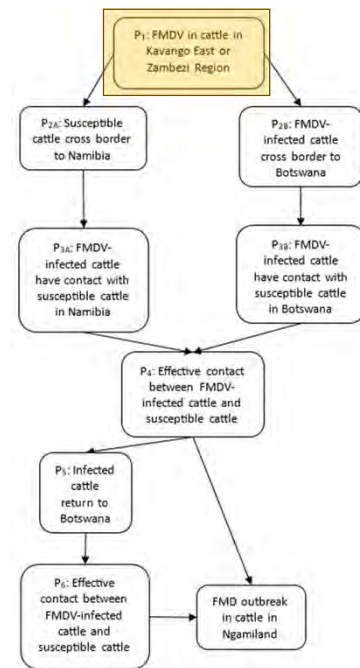 P1: FMDV in cattle in
Kavango East or
Zambezi Region
P2A: Susceptible
cattle cross border
to Namibia
P2B: FMDV-
infected cattle
cross border to
Botswana
P3A: FMDV-
infected cattle
have contact with
susceptible cattle
in Namibia
P3B: FMDV-
infected cattle
have contact with
susceptible cattle
in Botswana
P4: Effective contact
between FMDV-
infected cattle and
susceptible cattle
P5: Infected
cattle
return to
Botswana
P6: Effective
contact between
FMDV-infected
cattle and
susceptible cattle
FMD outbreak
in cattle in
Ngamiland